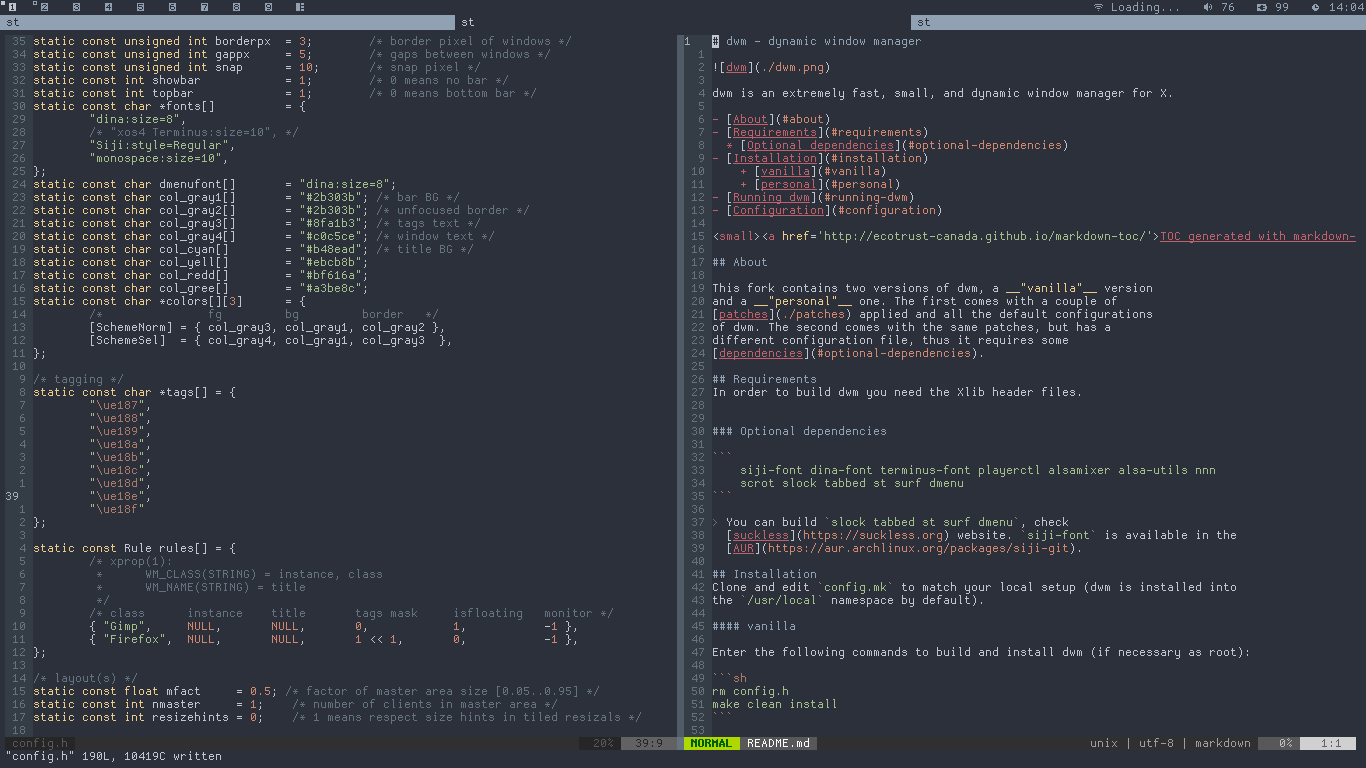 1 2 3 4 5 6 7 8 9 Loading... 76 99 14:04
st st st
35 static const unsigned int borderpx  = 3;        /* border pixel of windows */
34 static const unsigned int gappx     = 5;        /* gaps between windows */
33 static const unsigned int snap      = 10;       /* snap pixel */
32 static const int showbar            = 1;        /* 0 means no bar */
31 static const int topbar             = 1;        /* 0 means bottom bar */
30 static const char *fonts[]          = {
29         "dina:size=8",
28         /* "xos4 Terminus:size=10", */
27         "Siji:style=Regular",
26         "monospace:size=10",
25 };
24 static const char dmenufont[]       = "dina:size=8";
23 static const char col_gray1[]       = "#2b303b"; /* bar BG */
22 static const char col_gray2[]       = "#2b303b"; /* unfocused border */
21 static const char col_gray3[]       = "#8fa1b3"; /* tags text */
20 static const char col_gray4[]       = "#c0c5ce"; /* window text */
19 static const char col_cyan[]        = "#b48ead"; /* title BG */
18 static const char col_yell[]        = "#ebcb8b";
17 static const char col_redd[]        = "#bf616a";
16 static const char col_gree[]        = "#a3be8c";
15 static const char *colors[][3]      = {
14         /*               fg         bg         border   */
13         [SchemeNorm] = { col_gray3, col_gray1, col_gray2 },
12         [SchemeSel]  = { col_gray4, col_gray1, col_gray3  },
11 };
10
9 /* tagging */
8 static const char *tags[] = {
7         "\ue187",
6         "\ue188",
5         "\ue189",
4         "\ue18a",
3         "\ue18b",
2         "\ue18c",
1         "\ue18d",
39         "\ue18e",
1         "\ue18f"
2 };
3
4 static const Rule rules[] = {
5         /* xprop(1):
6          *      WM_CLASS(STRING) = instance, class
7          *      WM_NAME(STRING) = title
8          */
9         /* class      instance    title       tags mask     isfloating   monitor */
10         { "Gimp",     NULL,       NULL,       0,            1,           -1 },
11         { "Firefox",  NULL,       NULL,       1 << 1,       0,           -1 },
12 };
13
14 /* layout(s) */
15 static const float mfact     = 0.5; /* factor of master area size [0.05..0.95] */
16 static const int nmaster     = 1;    /* number of clients in master area */
17 static const int resizehints = 0;    /* 1 means respect size hints in tiled resizals */
18
config.h 20% 39:9
"config.h" 190L, 10419C written
1 # dwm - dynamic window manager
1
2 ![dwm](./dwm.png)
3
4 dwm is an extremely fast, small, and dynamic window manager for X.
5
6 - [About](#about)
7 - [Requirements](#requirements)
8   * [Optional dependencies](#optional-dependencies)
9 - [Installation](#installation)
10     + [vanilla](#vanilla)
11     + [personal](#personal)
12 - [Running dwm](#running-dwm)
13 - [Configuration](#configuration)
14
15 <small><a href='http://ecotrust-canada.github.io/markdown-toc/'>TOC generated with markdown-
16
17 ## About
18
19 This fork contains two versions of dwm, a __"vanilla"__ version
20 and a __"personal"__ one. The first comes with a couple of
21 [patches](./patches) applied and all the default configurations
22 of dwm. The second comes with the same patches, but has a
23 different configuration file, thus it requires some
24 [dependencies](#optional-dependencies).
25
26 ## Requirements
27 In order to build dwm you need the Xlib header files.
28
29
30 ### Optional dependencies
31
32 ```
33     siji-font dina-font terminus-font playerctl alsamixer alsa-utils nnn
34     scrot slock tabbed st surf dmenu
35 ```
36
37 > You can build `slock tabbed st surf dmenu`, check
38   [suckless](https://suckless.org) website. `siji-font` is available in the
39   [AUR](https://aur.archlinux.org/packages/siji-git).
40
41 ## Installation
42 Clone and edit `config.mk` to match your local setup (dwm is installed into
43 the `/usr/local` namespace by default).
44
45 #### vanilla
46
47 Enter the following commands to build and install dwm (if necessary as root):
48
49 ```sh
50 rm config.h
51 make clean install
52 ```
53
NORMAL README.md unix | utf-8 | markdown 0% 1:1